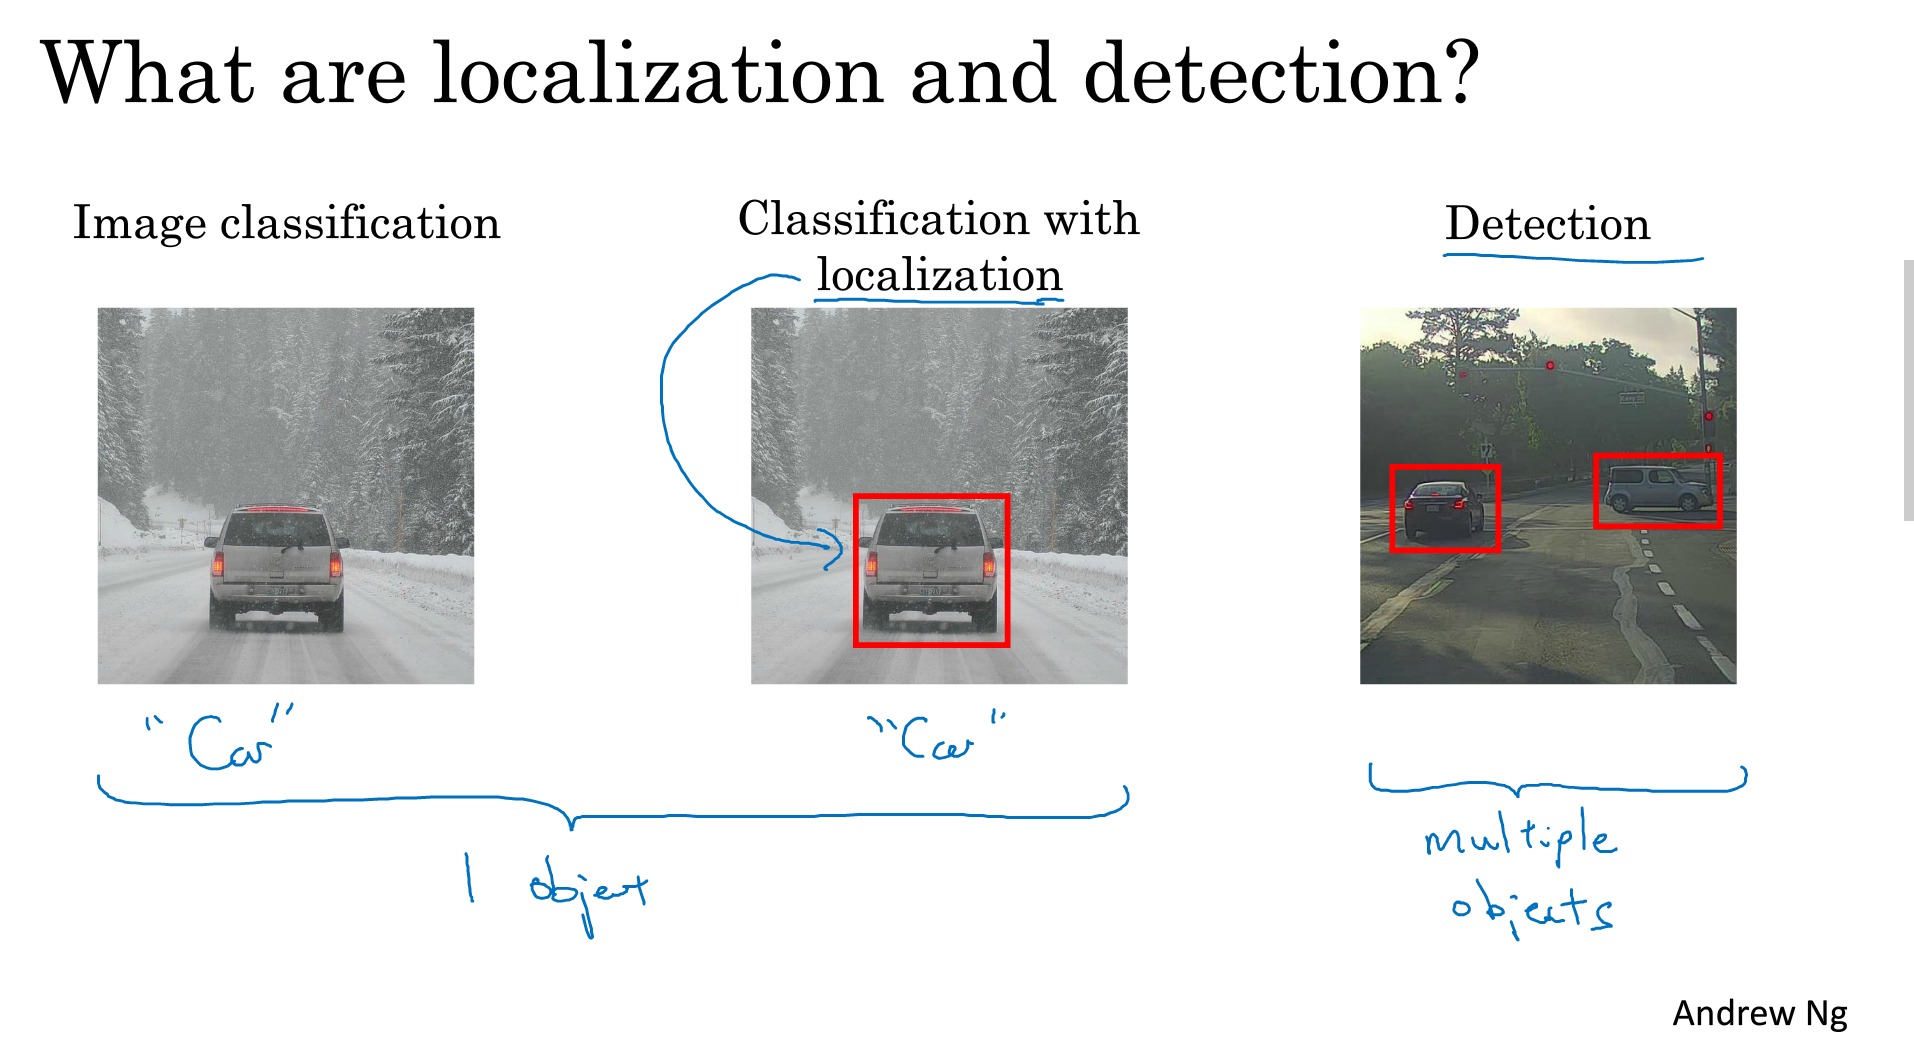 What are localization and detection?
Image classification
Classification with
localization
Detection
"Car"
"Car"
1 object
multiple
objects
Andrew Ng